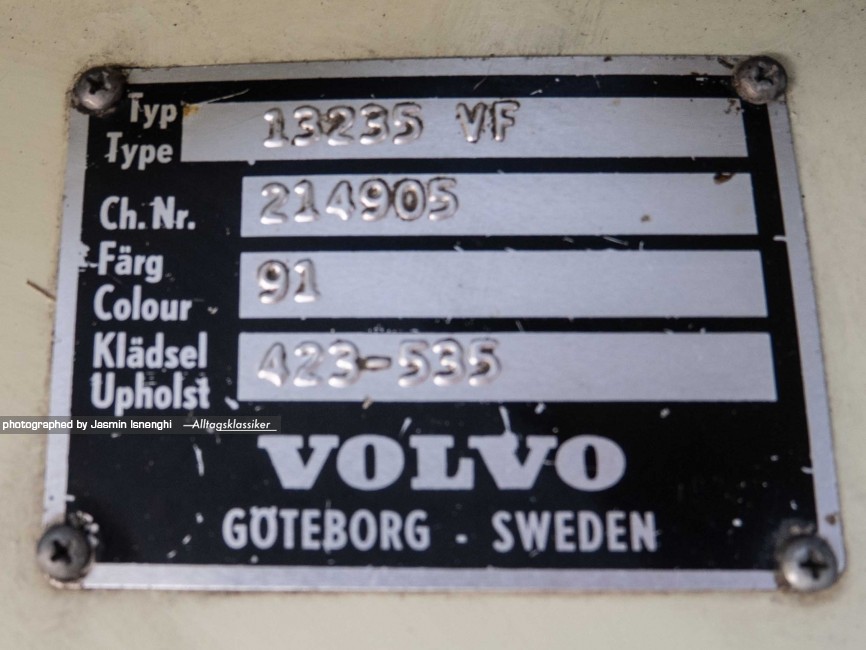 Typ
Type 13235 VF
Ch. Nr. 214905
Färg
Colour 91
Klädsel
Upholst 423-535
photographed by Jasmin Isnenghi —Alltagsklassiker
VOLVO
GÖTEBORG - SWEDEN